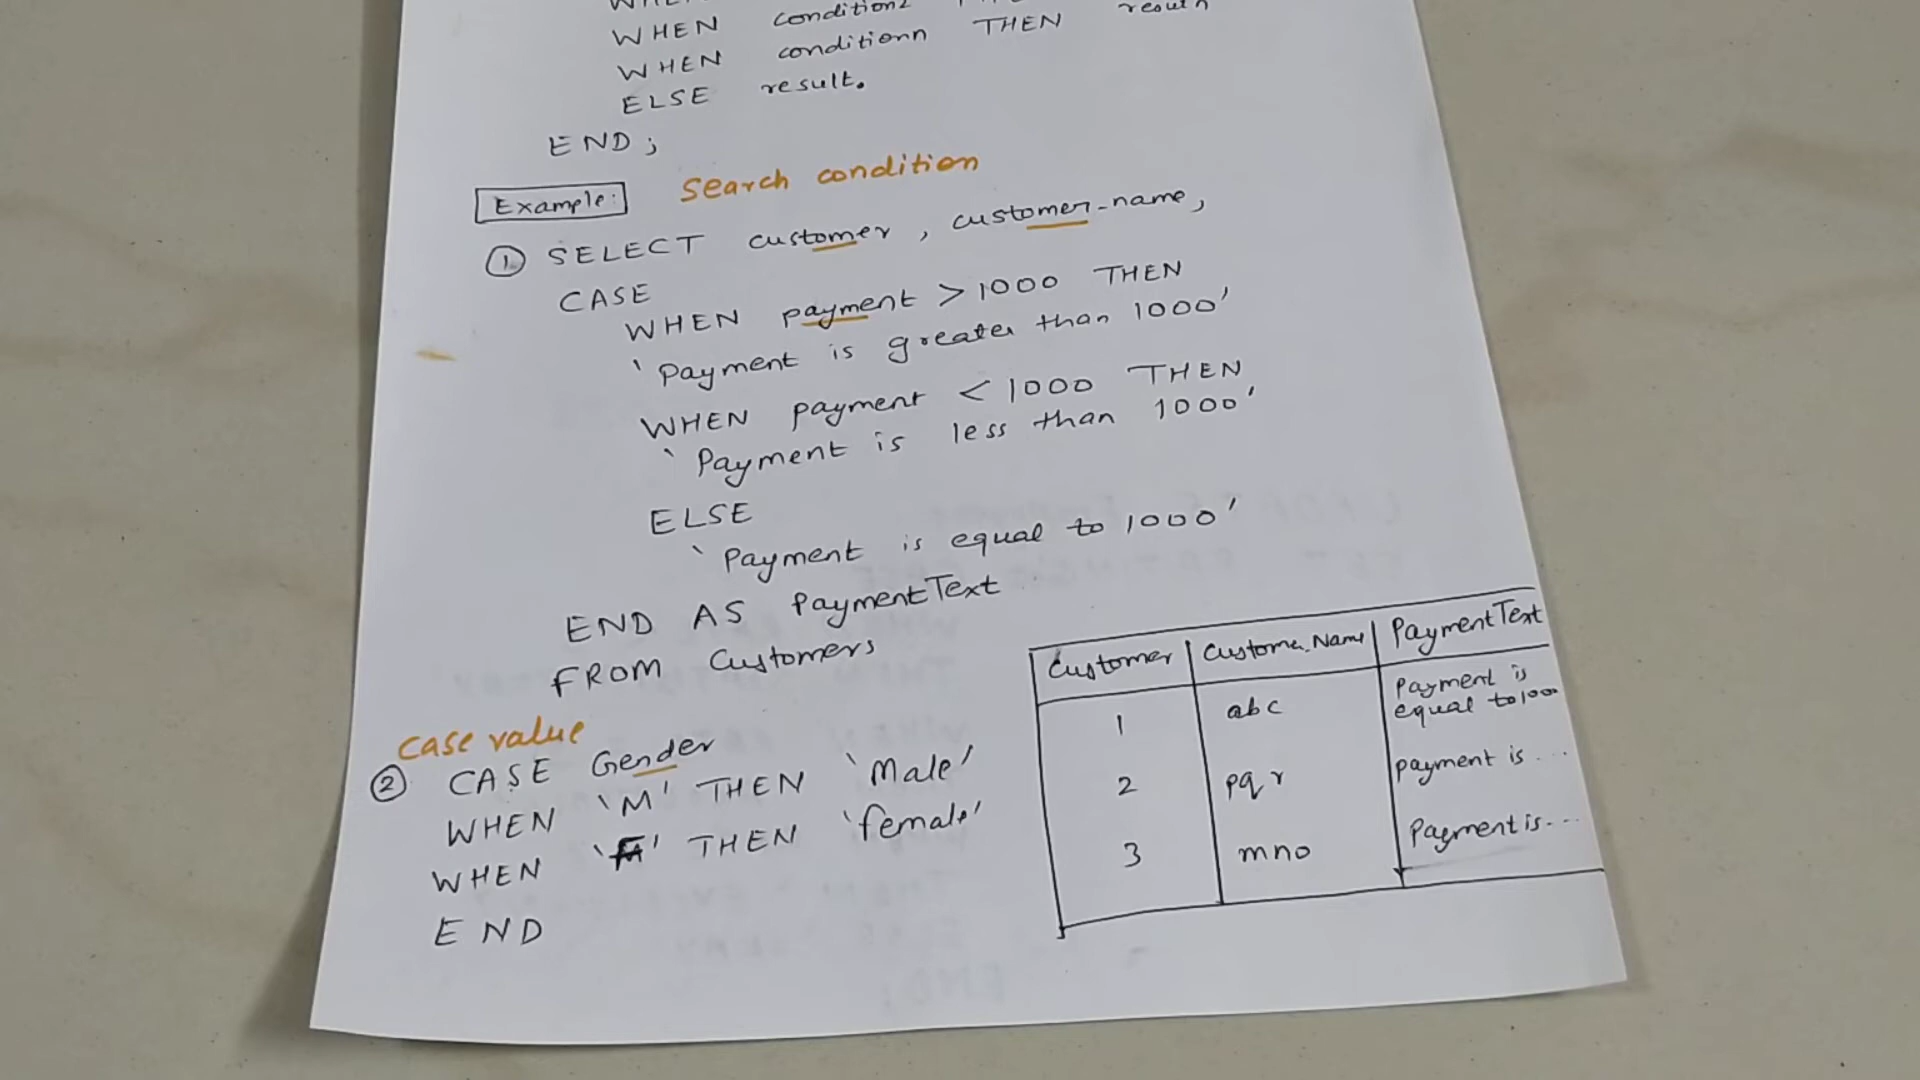 WHEN condition2
WHEN conditionn THEN result
ELSE result.
END;
Example: Search condition
① SELECT customer, customer_name,
CASE
WHEN payment > 1000 THEN
'Payment is greater than 1000'
WHEN payment < 1000 THEN
'Payment is less than 1000'
ELSE
'Payment is equal to 1000'
END AS PaymentText
FROM Customers
Case value
② CASE Gender
WHEN 'M' THEN 'Male'
WHEN 'F' THEN 'female'
END
Customer Custome.Name PaymentText
1 abc Payment is
equal to 1000
2 pqr payment is ...
3 mno Payment is...